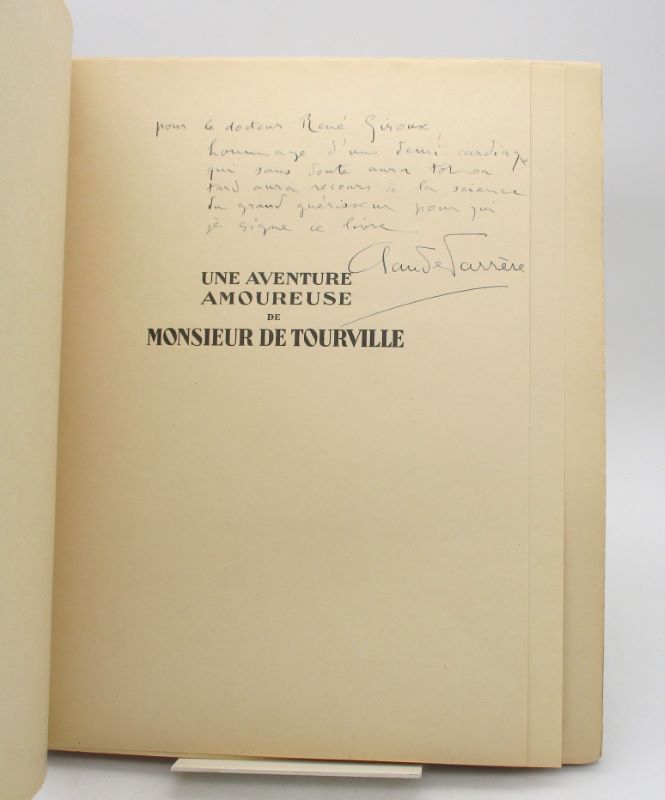 pour le docteur René Giroux,
hommage d'un demi-cardiaque
qui sans doute aura tôt ou
tard aura recours à la science
du grand guérisseur pour qui
je signe ce livre
Claude Farrère
UNE AVENTURE
AMOUREUSE
DE
MONSIEUR DE TOURVILLE